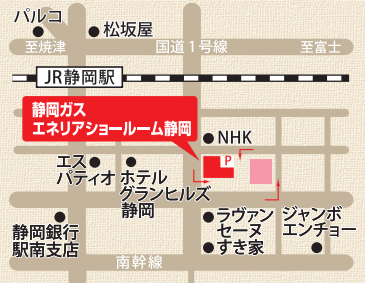 パルコ
松坂屋
至焼津
国道1号線
至富士
JR静岡駅
静岡ガス
エネリアショールーム静岡
NHK
P
エス
パティオ
ホテル
グランヒルズ
静岡
静岡銀行
駅南支店
ラヴァン
セーヌ
すき家
ジャンボ
エンチョー
南幹線